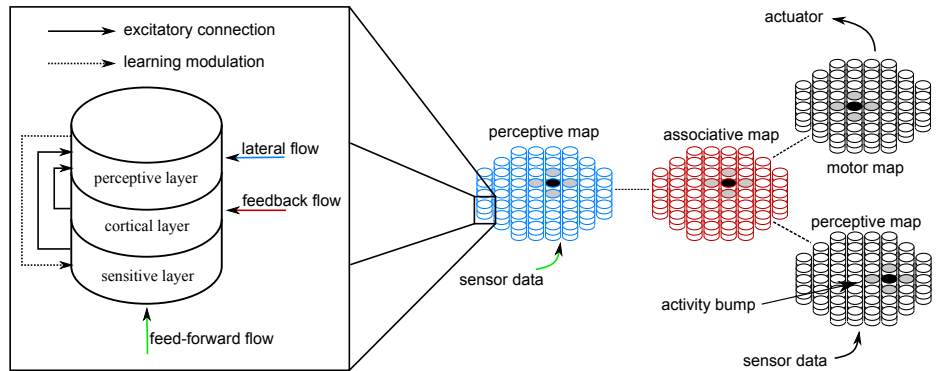 excitatory connection
learning modulation
lateral flow
perceptive layer
feedback flow
cortical layer
sensitive layer
feed-forward flow
perceptive map
sensor data
associative map
actuator
motor map
perceptive map
activity bump
sensor data